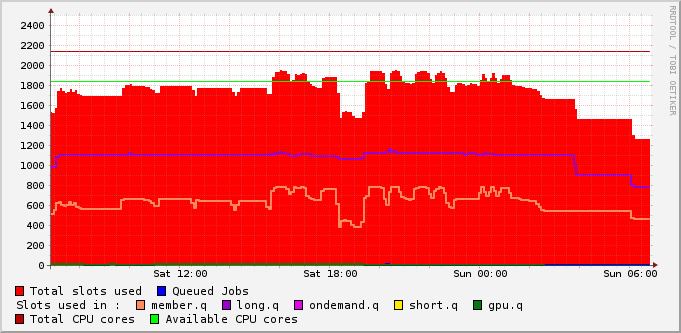 2400
2200
2000
1800
1600
1400
1200
1000
800
600
400
200
0
Sat 12:00 Sat 18:00 Sun 00:00 Sun 06:00
RRDTOOL / TOBI OETIKER
Total slots used Queued Jobs
Slots used in : member.q long.q ondemand.q short.q gpu.q
Total CPU cores Available CPU cores